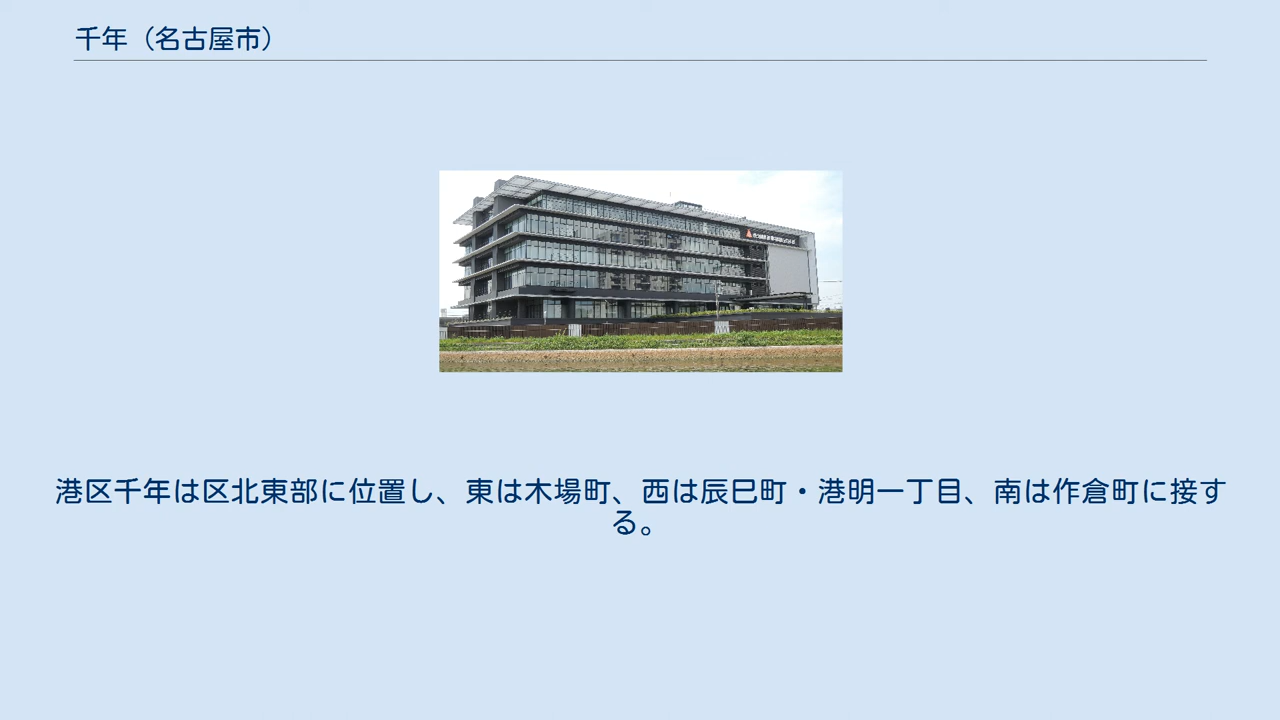 千年（名古屋市）
港区千年は区北東部に位置し、東は木場町、西は辰巳町・港明一丁目、南は作倉町に接す
る。